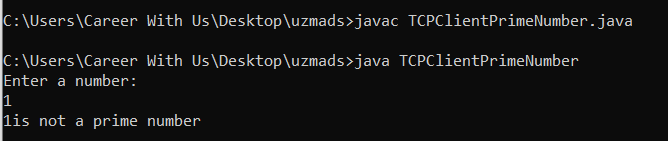 C:\Users\Career With Us\Desktop\uzmads>javac TCPClientPrimeNumber.java
C:\Users\Career With Us\Desktop\uzmads>java TCPClientPrimeNumber
Enter a number:
1
1is not a prime number